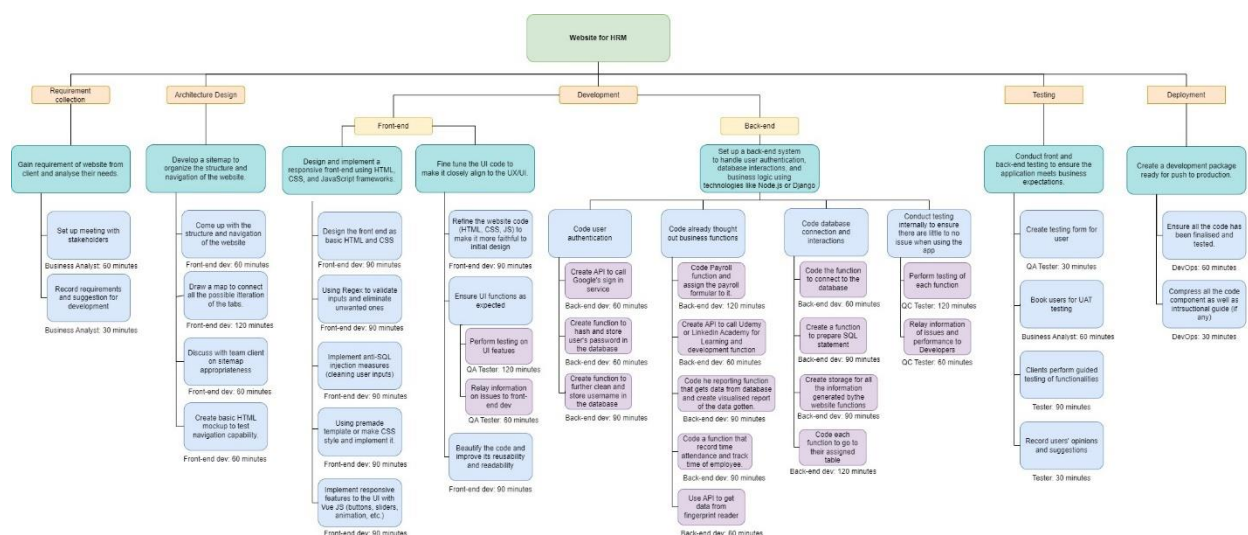 Website for HRM
Requirement
collection
Architecture Design
Development
Testing
Deployment
Front-end
Back-end
Gain requirement of website from
client and analyse their needs.
Set up meeting with
stakeholders
Business Analyst: 60 minutes
Record requirements
and suggestion for
development
Business Analyst: 30 minutes
Develop a sitemap to
organize the structure and
navigation of the website.
Come up with the
structure and navigation
of the website
Front-end dev: 60 minutes
Draw a map to connect
all the possible itteration
of the tabs.
Front-end dev: 120 minutes
Discuss with team client
on sitemap
appropriateness
Front-end dev: 60 minutes
Create basic HTML
mockup to test
navigation capability.
Front-end dev: 60 minutes
Design and implement a
responsive front-end using HTML,
CSS, and JavaScript frameworks.
Design the front end as
basic HTML and CSS
Front-end dev: 90 minutes
Using Regex to validate
inputs and eliminate
unwanted ones
Front-end dev: 90 minutes
Implement anti-SQL
injection measures
(cleaning user inputs)
Front-end dev: 90 minutes
Using premade
template or make CSS
style and implement it.
Front-end dev: 90 minutes
Implement responsive
features to the UI with
Vue JS (buttons, sliders,
animation, etc.)
Front-end dev: 90 minutes
Fine tune the UI code to
make it closely align to the UX/UI.
Refine the website code
(HTML, CSS, JS) to
make it more faithful to
initial design
Front-end dev: 90 minutes
Ensure UI functions as
expected
Perform testing on
UI featues
QA Tester: 120 minutes
Relay information
on issues to front-
end dev
QA Tester: 60 minutes
Beautify the code and
improve its reusability
and readability
Front-end dev: 90 minutes
Set up a back-end system
to handle user authentication,
database interactions, and
business logic using
technologies like Node.js or Django
Code user
authentication
Create API to call
Google's sign in
service
Back-end dev: 60 minutes
Create function to
hash and store
user's password in
the database
Back-end dev: 60 minutes
Create function to
further clean and
store username in
the database
Back-end dev: 90 minutes
Code already thought
out business functions
Code Payroll
function and
assign the payroll
formular to it.
Back-end dev: 120 minutes
Create API to call Udemy
or Linkedin Academy for
Learning and
development function
Back-end dev: 60 minutes
Code he reporting function
that gets data from database
and create visualised report of
the data gotten.
Back-end dev: 90 minutes
Code a function that
record time
attendance and track
time of employee.
Back-end dev: 90 minutes
Use API to get
data from
fingerprint reader
Back-end dev: 60 minutes
Code database
connection and
interactions
Code the function
to connect to the
database
Back-end dev: 60 minutes
Create a function
to prepare SQL
statement
Back-end dev: 90 minutes
Create storage for all
the information
generated bythe
website functions
Back-end dev: 90 minutes
Code each
function to go to
their assigned
table
Back-end dev: 120 minutes
Conduct testing
internally to ensure
there are little to no
issue when using the
app
Perform testing of
each function
QC Tester: 120 minutes
Relay information
of issues and
performance to
Developers
QC Tester: 60 minutes
Conduct front and
back-end testing to ensure the
application meets business
expectations.
Create testing form for
user
QA Tester: 30 minutes
Book users for UAT
testing
Business Analyst: 60 minutes
Clients perform guided
testing of functionalities
Tester: 90 minutes
Record users' opinions
and suggestions
Tester: 30 minutes
Create a development package
ready for push to production.
Ensure all the code has
been finalised and
tested.
DevOps: 60 minutes
Compress all the code
component as well as
intrsuctional guide (if
any)
DevOps: 30 minutes